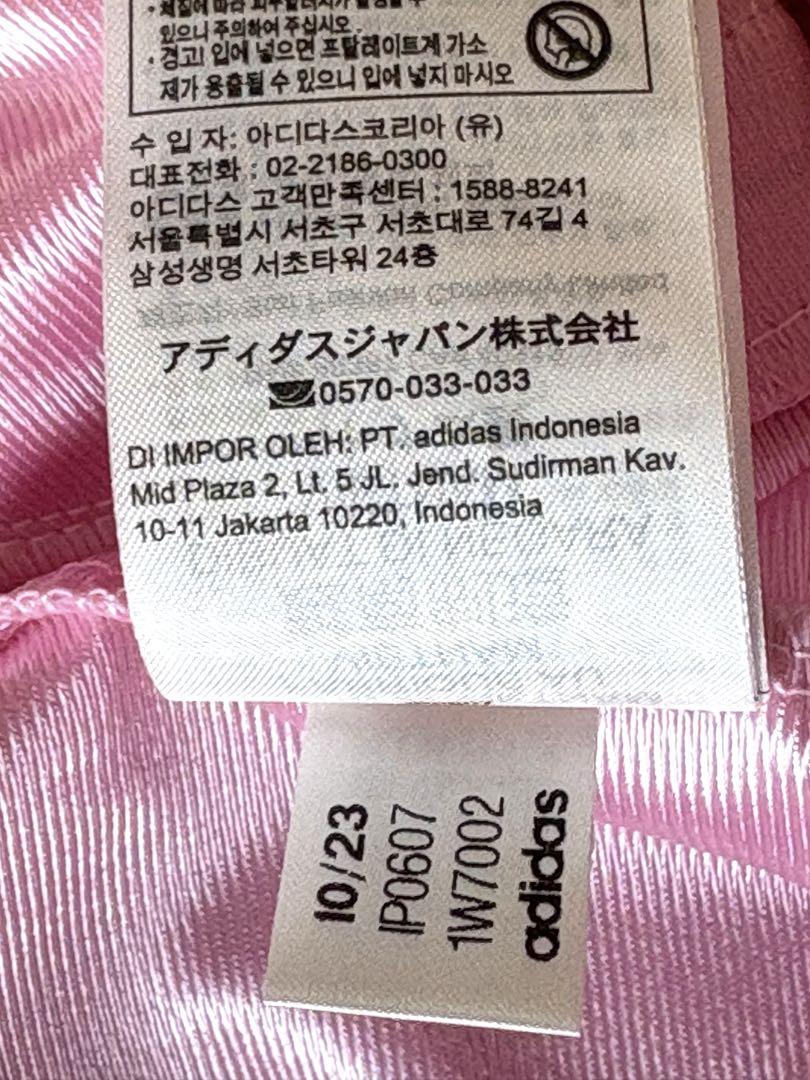 있으니 주의하여 주십시오.
• 경고! 입에 넣으면 프탈레이트계 가소
제가 용출될 수 있으니 입에 넣지 마시오
수 입 자: 아디다스코리아 (유)
대표전화 : 02-2186-0300
아디다스 고객만족센터 : 1588-8241
서울특별시 서초구 서초대로 74길 4
삼성생명 서초타워 24층
アディダスジャパン株式会社
0570-033-033
DI IMPOR OLEH: PT. adidas Indonesia
Mid Plaza 2, Lt. 5 JL. Jend. Sudirman Kav.
10-11 Jakarta 10220, Indonesia
10/23
IP0607
1W7002
adidas